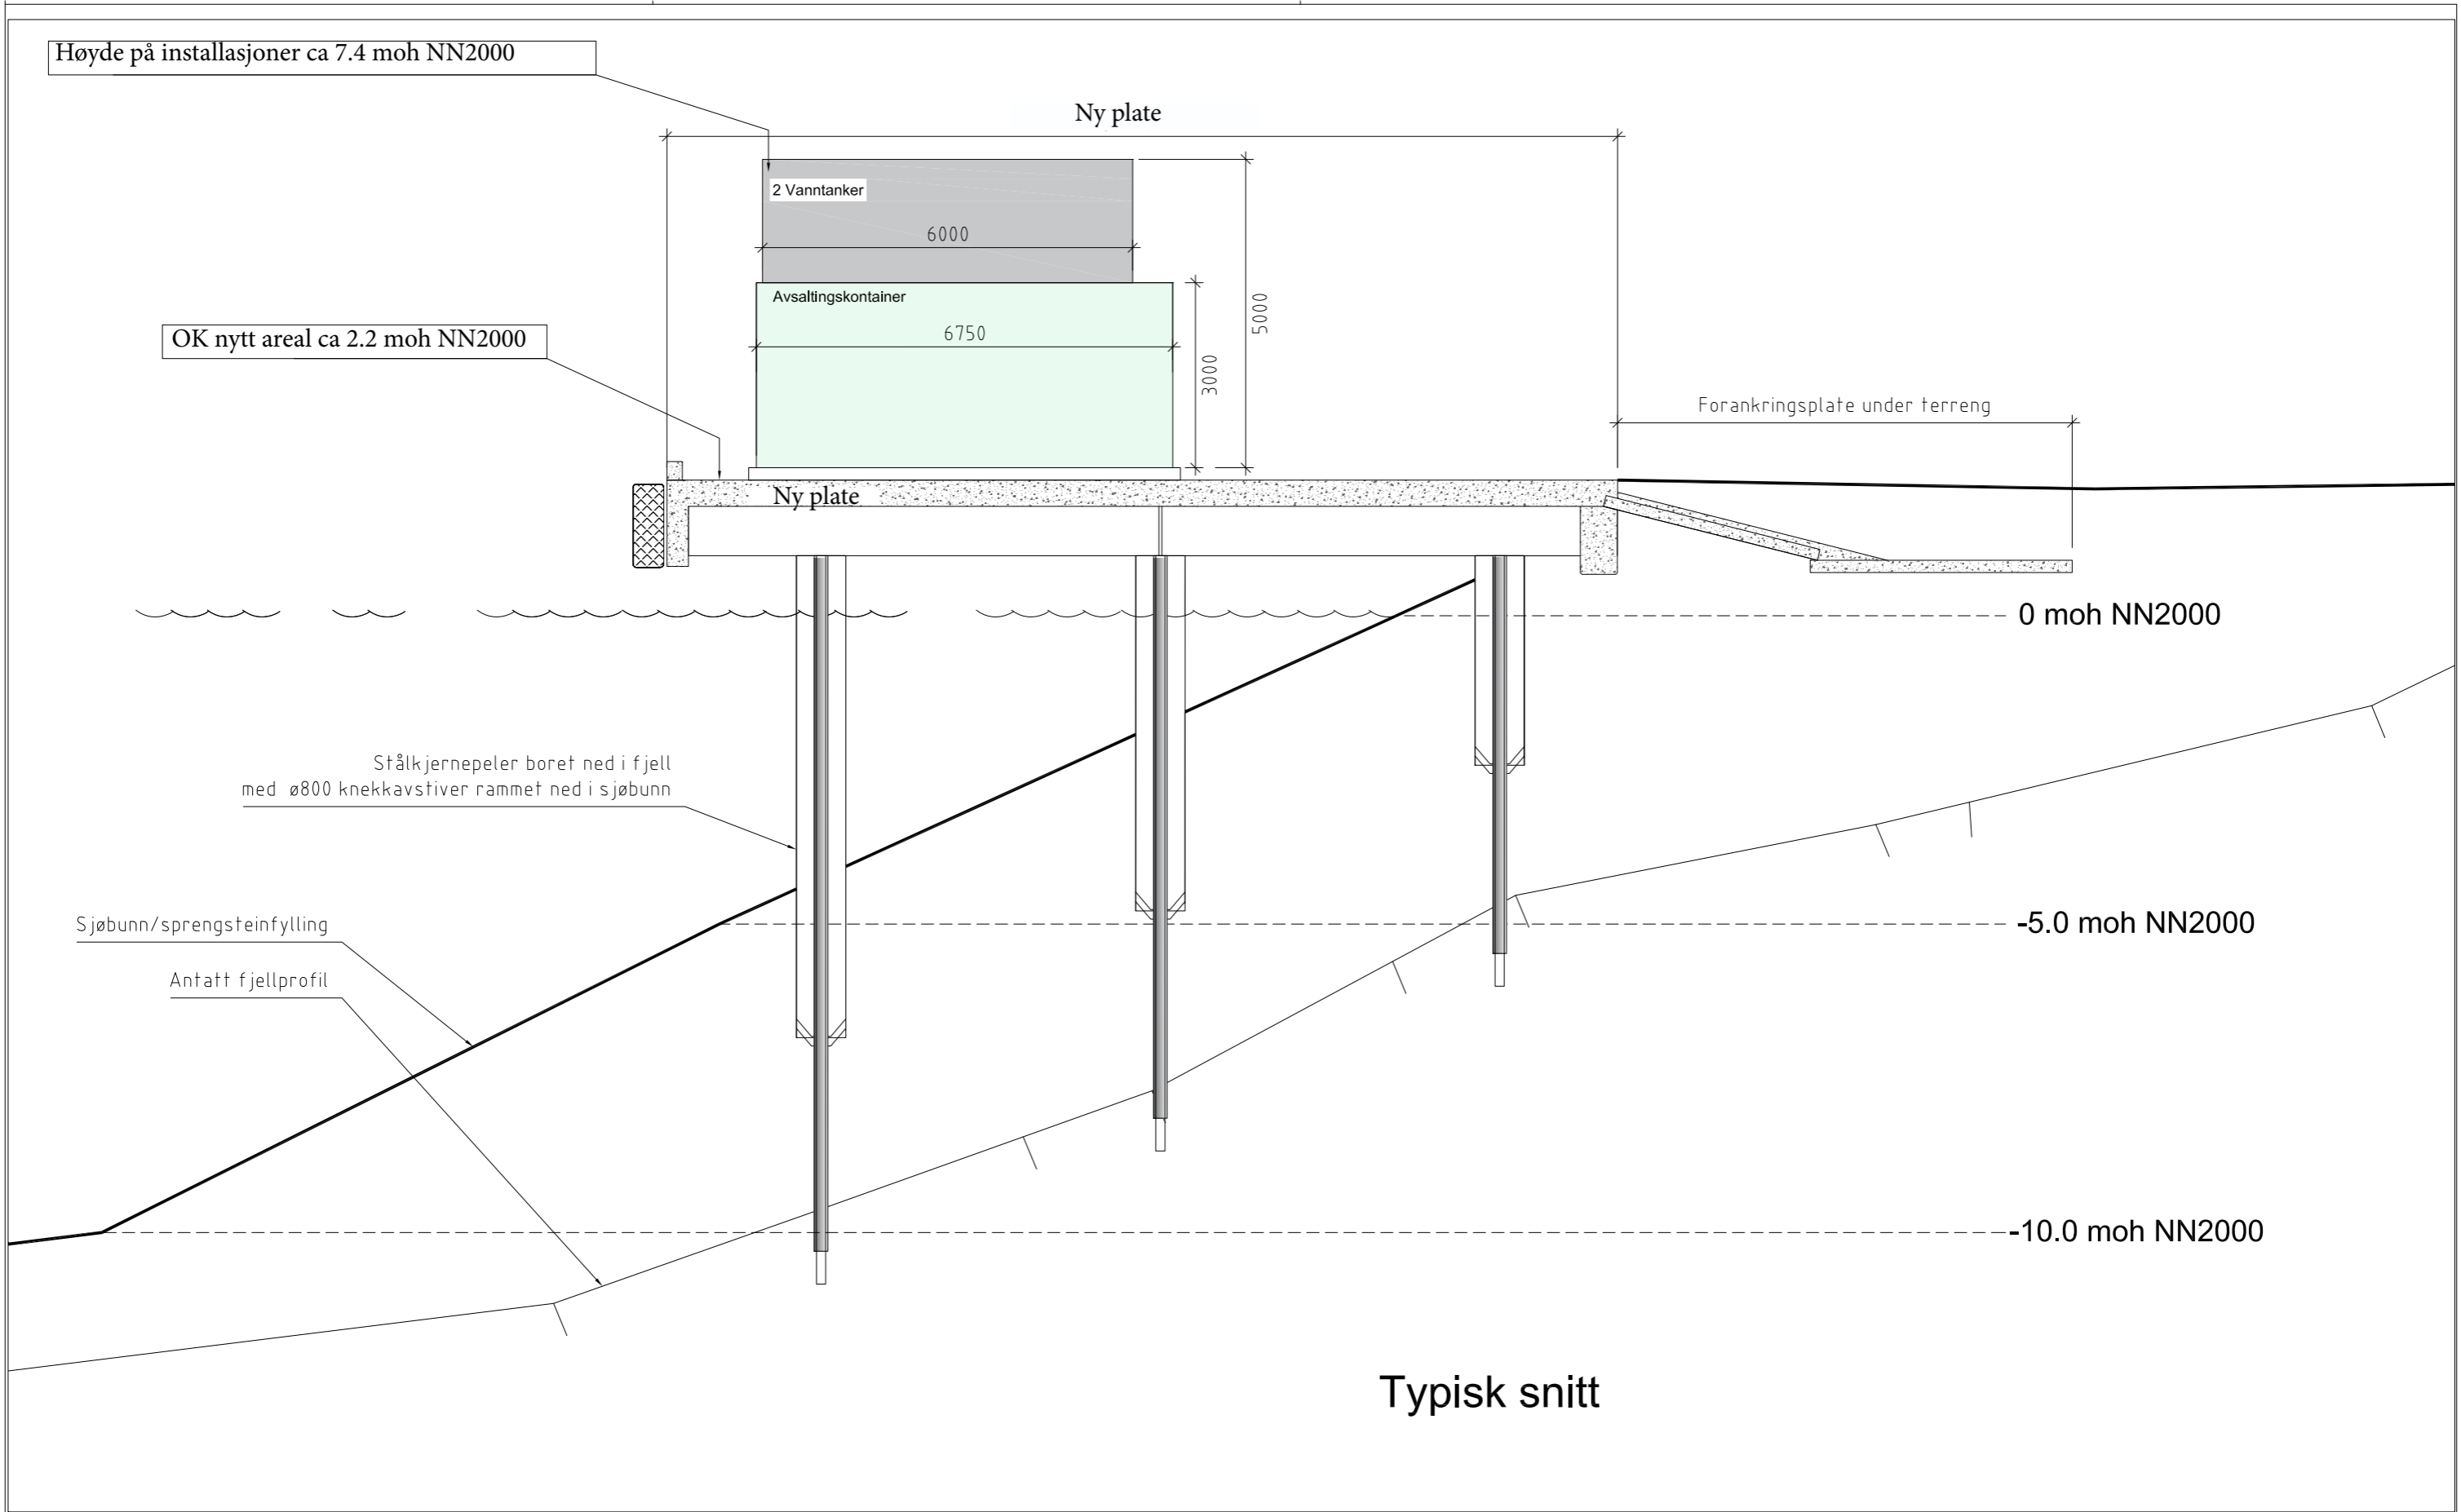 Høyde på installasjoner ca 7.4 moh NN2000
Ny plate
2 Vanntanker
6000
Avsaltingskontainer
5000
OK nytt areal ca 2.2 moh NN2000
6750
3000
Forankringsplate under terreng
Ny plate
0 moh NN2000
Stålkjernepeler boret ned i fjell
med ø800 knekkavstiver rammet ned i sjøbunn
Sjøbunn/sprengsteinfylling
-5.0 moh NN2000
Antatt fjellprofil
-10.0 moh NN2000
Typisk snitt